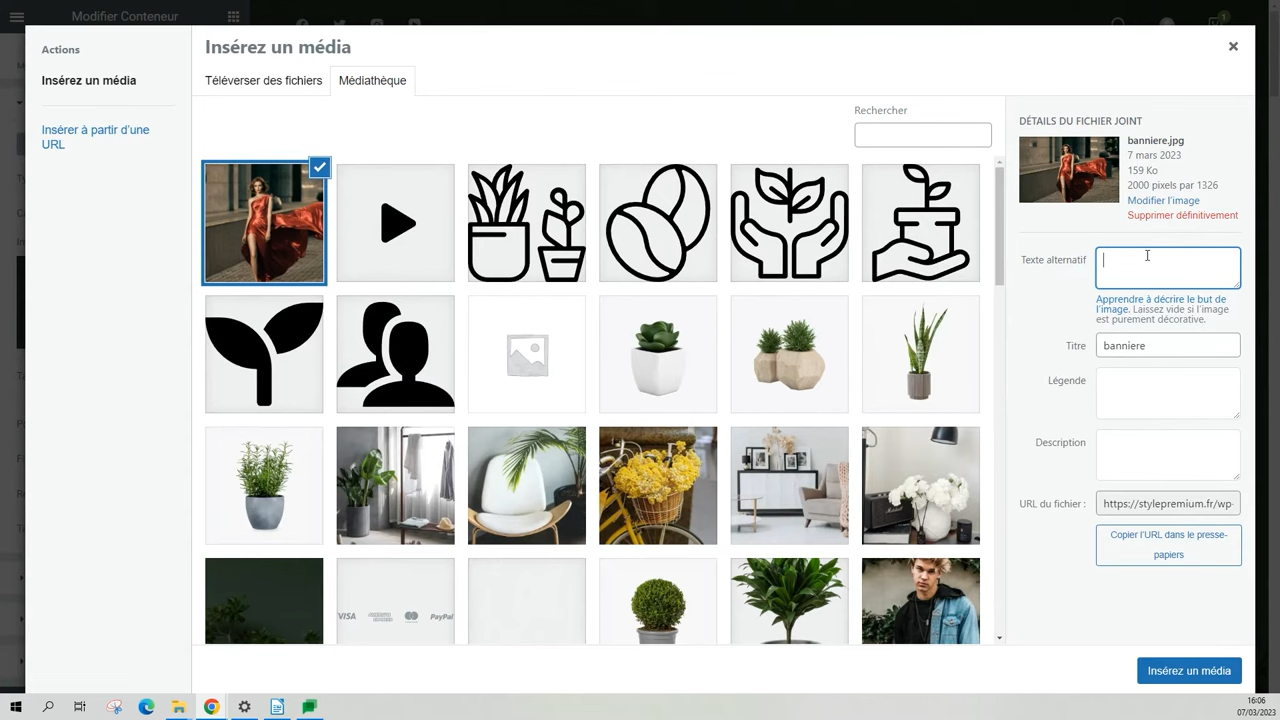 Modifier Conteneur
1
Actions
Insérez un média
Insérer à partir d'une
URL
Insérez un média
Téléverser des fichiers
Médiathèque
Rechercher
VISA
PayPal
DÉTAILS DU FICHIER JOINT
banniere.jpg
7 mars 2023
159 Ko
2000 pixels par 1326
Modifier l'image
Supprimer définitivement
Texte alternatif
Apprendre à décrire le but de
l'image. Laissez vide si l'image
est purement décorative.
Titre
banniere
Légende
Description
URL du fichier :
https://stylepremium.fr/wp-
Copier l'URL dans le presse-
papiers
Insérez un média
16:06
07/03/2023